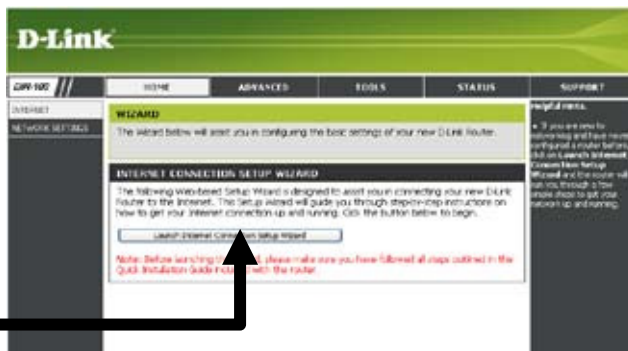 D-Link
DIR-100
HOME
ADVANCED
TOOLS
STATUS
SUPPORT
INTERNET
NETWORK SETTINGS
WIZARD
The wizard below will assist you in configuring the basic settings of your new D-Link Router.
INTERNET CONNECTION SETUP WIZARD
The following Web-based Setup Wizard is designed to assist you in connecting your new D-Link
Router to the Internet. This Setup Wizard will guide you through step-by-step instructions on
how to get your Internet connection up and running. Click the button below to begin.
Launch Internet Connection Setup Wizard
Note: Before launching please make sure you have followed all steps outlined in the
Quick Installation Guide included with the router.
Helpful Hints..
• If you are new to
networking and have never
configured a router before,
click on Launch Internet
Connection Setup
Wizard and the router will
run you through a few
simple steps to get your
network up and running.